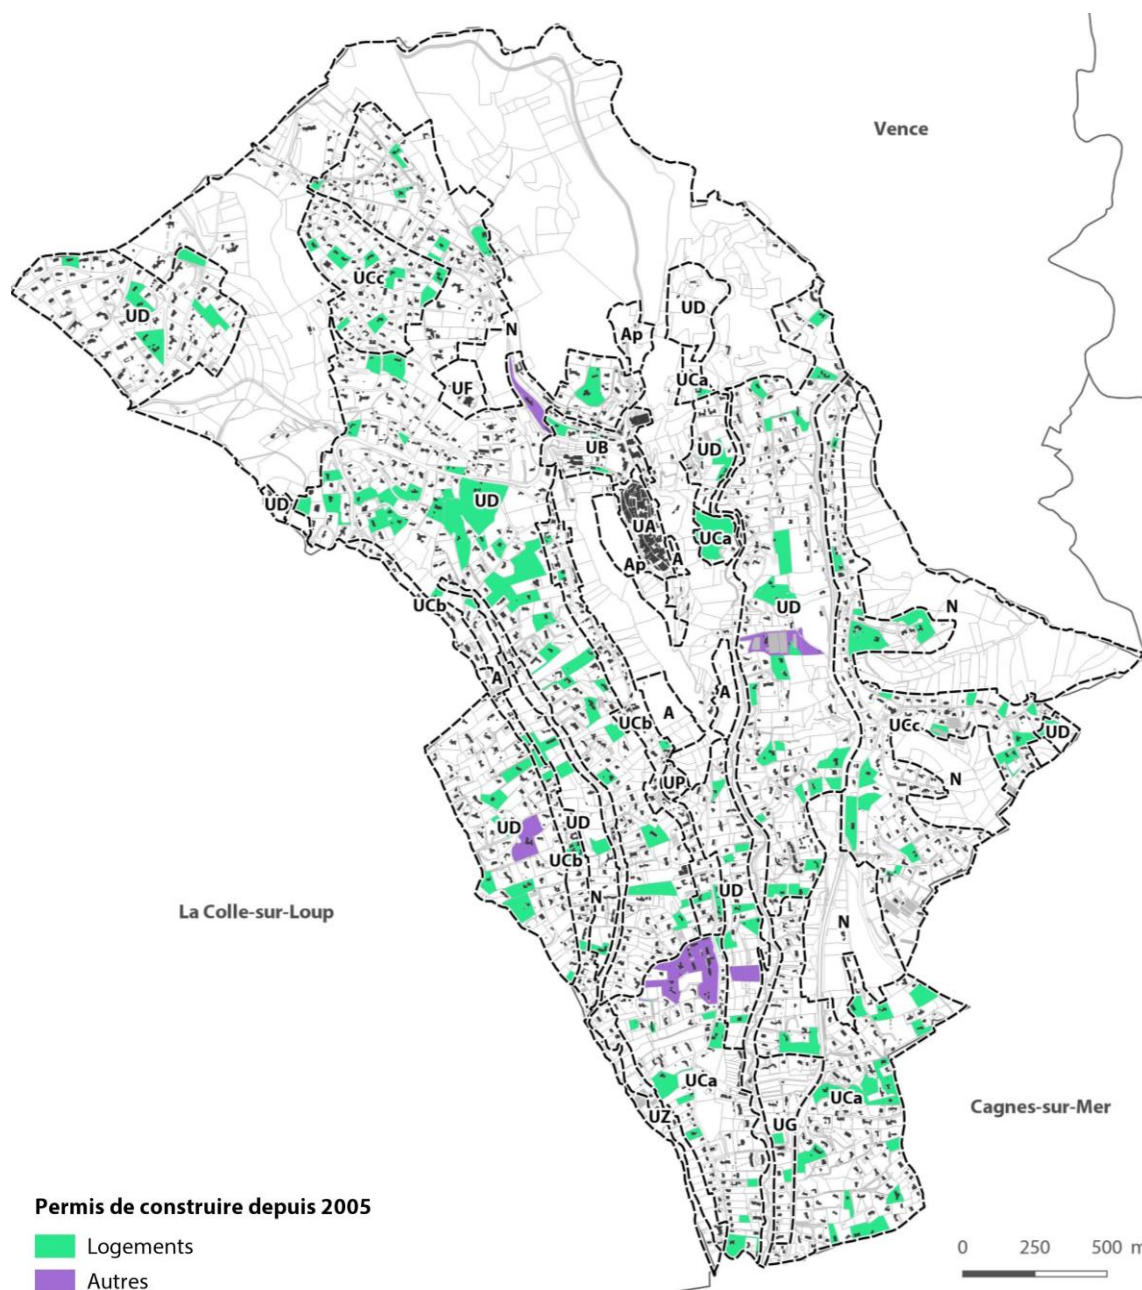 Vence
UCc
UD
N
Ap
UD
UF
UCa
UB
UD
UD
UD
UA
UCa
Ap
A
UCb
UD
N
A
A
A
UCb
UCc
UD
UP
N
UD
UD
UCb
N
UD
La Colle-sur-Loup
N
UCa
UCa
UZ
UG
Cagnes-sur-Mer
Permis de construire depuis 2005
Logements
Autres
0 250 500 m